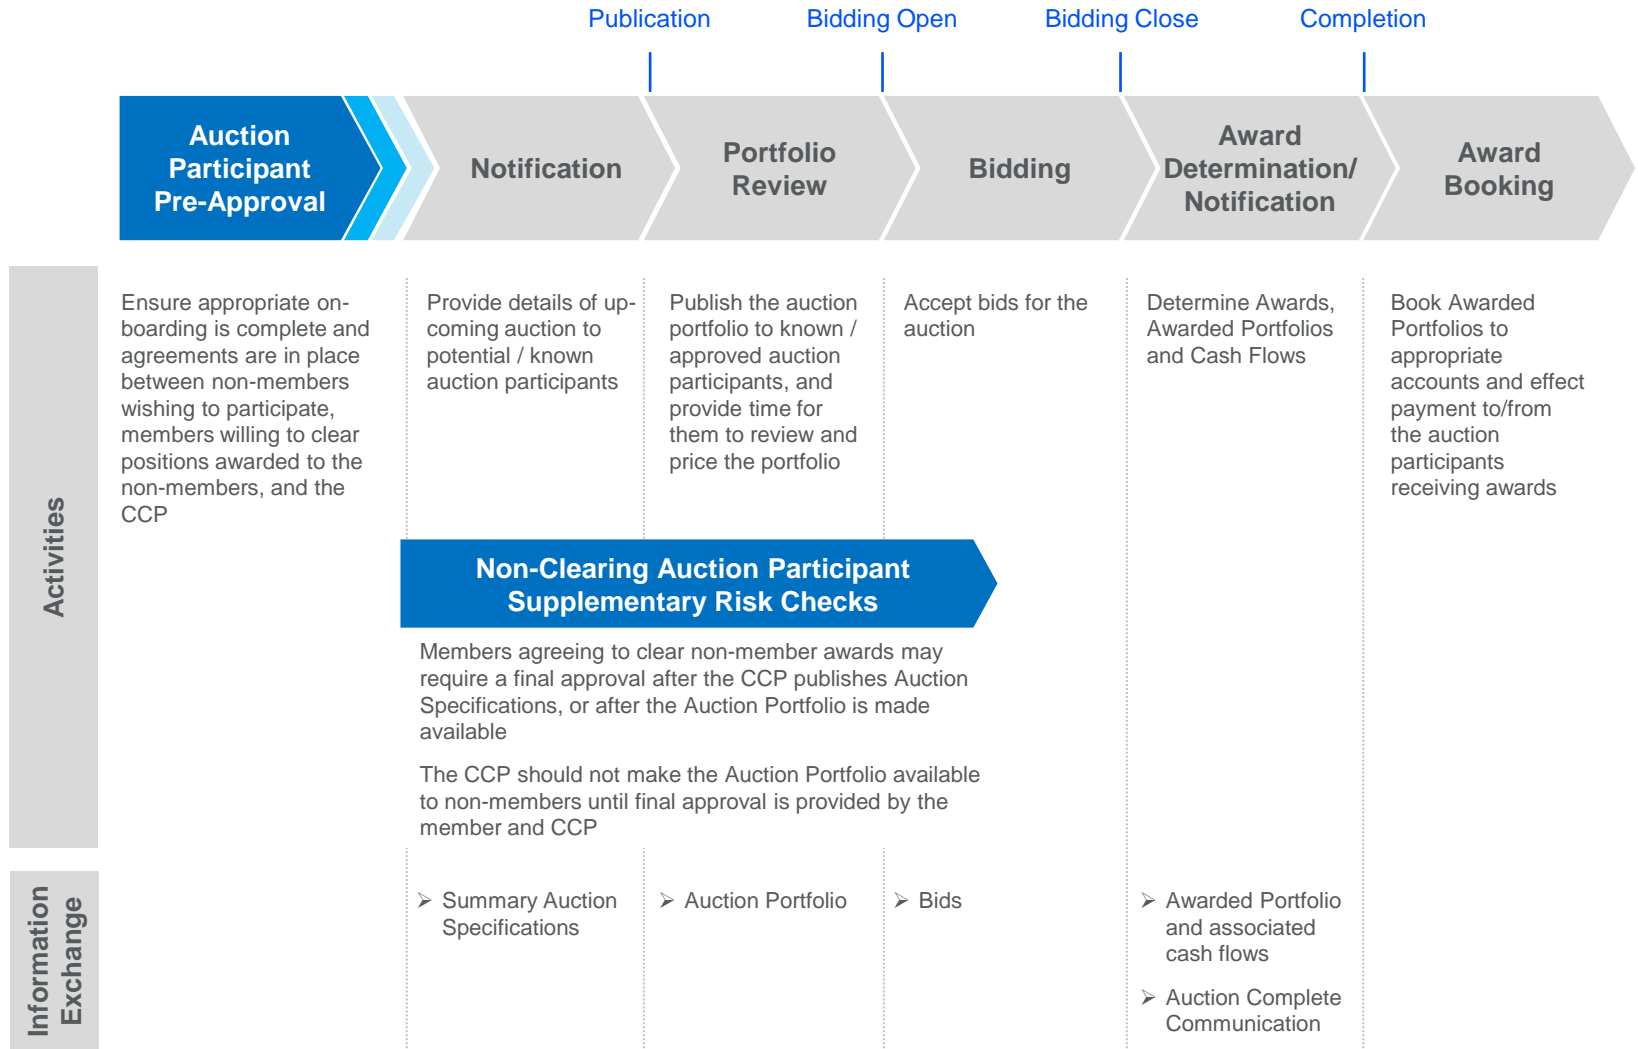 Publication
Bidding Open
Bidding Close
Completion
Auction
Participant
Pre-Approval
Notification
Portfolio
Review
Bidding
Award
Determination/
Notification
Award
Booking
Activities
Ensure appropriate on-
boarding is complete and
agreements are in place
between non-members
wishing to participate,
members willing to clear
positions awarded to the
non-members, and the
CCP
Provide details of up-
coming auction to
potential / known
auction participants
Publish the auction
portfolio to known /
approved auction
participants, and
provide time for
them to review and
price the portfolio
Accept bids for the
auction
Determine Awards,
Awarded Portfolios
and Cash Flows
Book Awarded
Portfolios to
appropriate
accounts and effect
payment to/from
the auction
participants
receiving awards
Non-Clearing Auction Participant
Supplementary Risk Checks
Members agreeing to clear non-member awards may
require a final approval after the CCP publishes Auction
Specifications, or after the Auction Portfolio is made
available
The CCP should not make the Auction Portfolio available
to non-members until final approval is provided by the
member and CCP
Information
Exchange
➢ Summary Auction
Specifications
➢ Auction Portfolio
➢ Bids
➢ Awarded Portfolio
and associated
cash flows
➢ Auction Complete
Communication